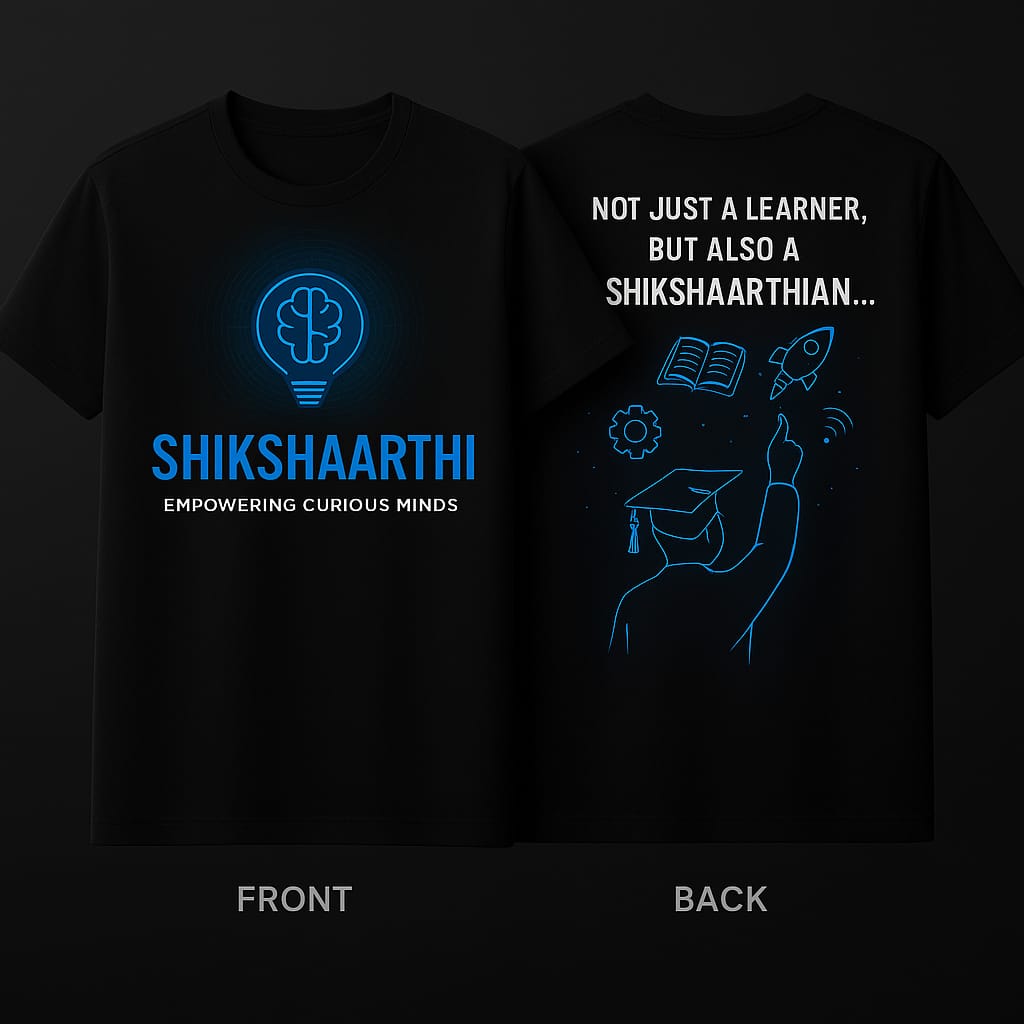 SHIKSHAARTHI
EMPOWERING CURIOUS MINDS
NOT JUST A LEARNER,
BUT ALSO A
SHIKSHAARTHIAN...
FRONT
BACK